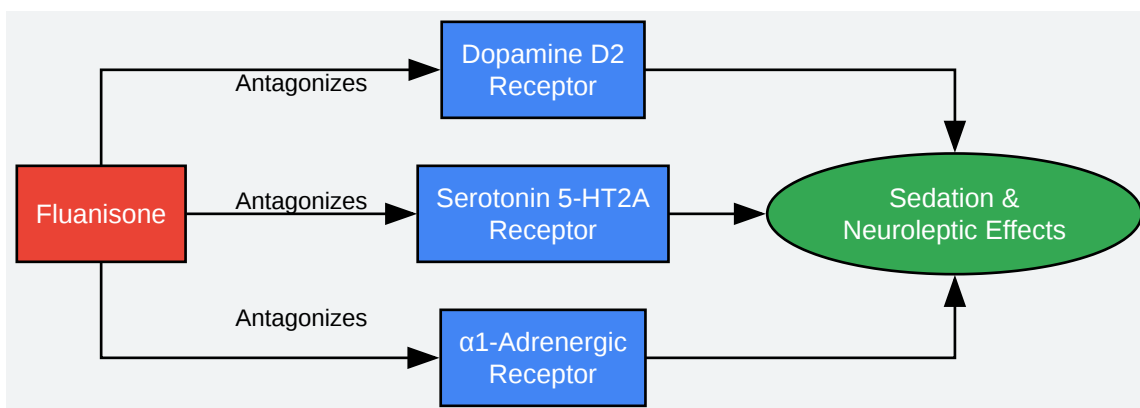 Dopamine D2
Receptor
Antagonizes
Fluanisone
Antagonizes
Serotonin 5-HT2A
Receptor
Sedation &
Neuroleptic Effects
Antagonizes
α1-Adrenergic
Receptor